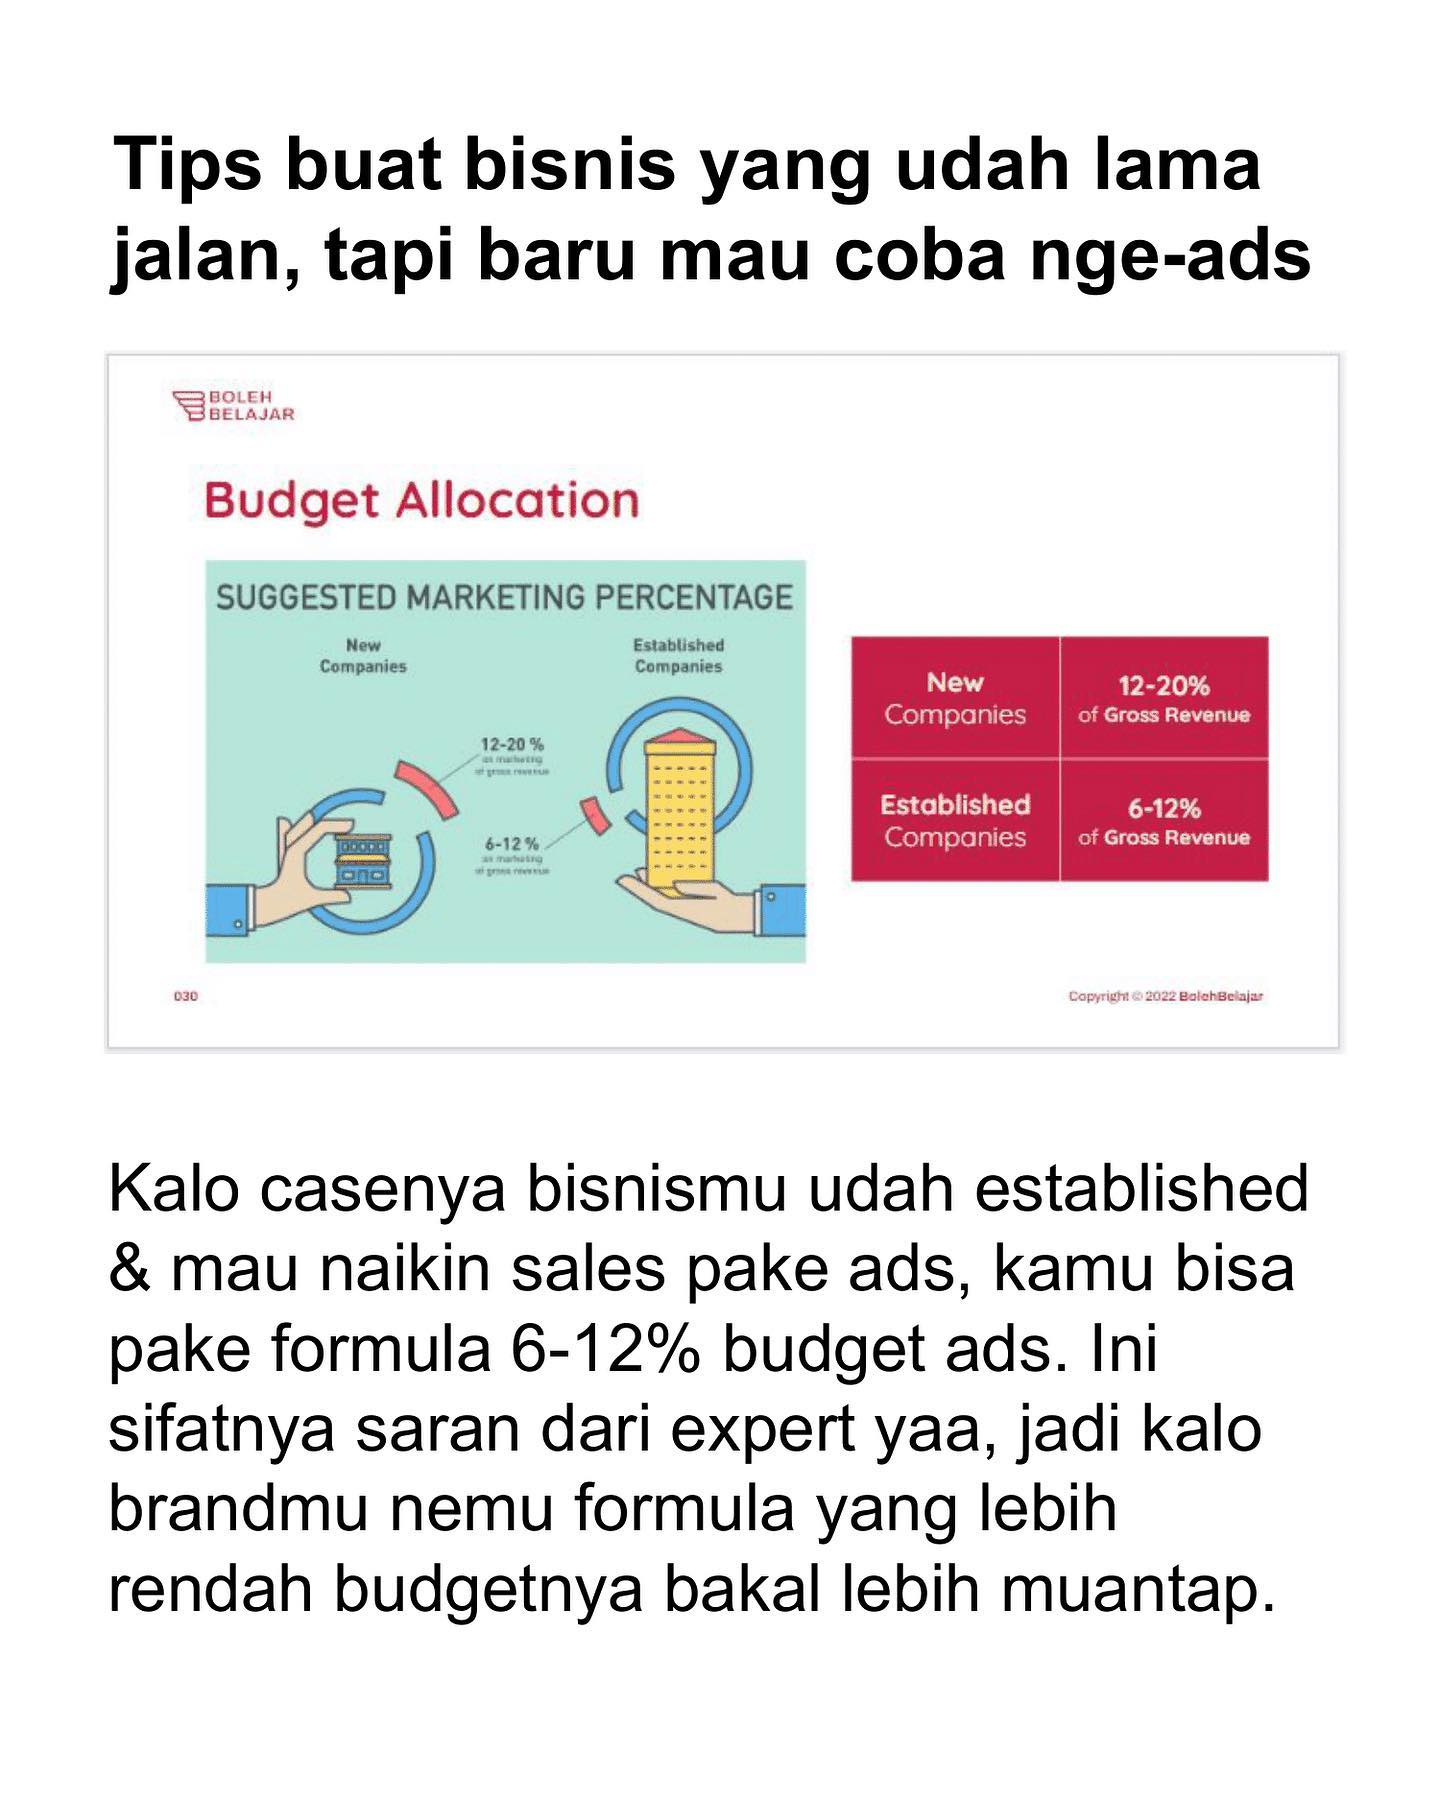 Tips buat bisnis yang udah lama
jalan, tapi baru mau coba nge-ads
BOLEH
BELAJAR
Budget Allocation
SUGGESTED MARKETING PERCENTAGE
New
Companies
Established
Companies
12-20 %
as marketing
of gross revenue
6-12 %
as marketing
of gross revenue
New
Companies
12-20%
of Gross Revenue
Established
Companies
6-12%
of Gross Revenue
030
Copyright © 2022 BolehBelajar
Kalo casenya bisnismu udah established
& mau naikin sales pake ads, kamu bisa
pake formula 6-12% budget ads. Ini
sifatnya saran dari expert yaa, jadi kalo
brandmu nemu formula yang lebih
rendah budgetnya bakal lebih muantap.